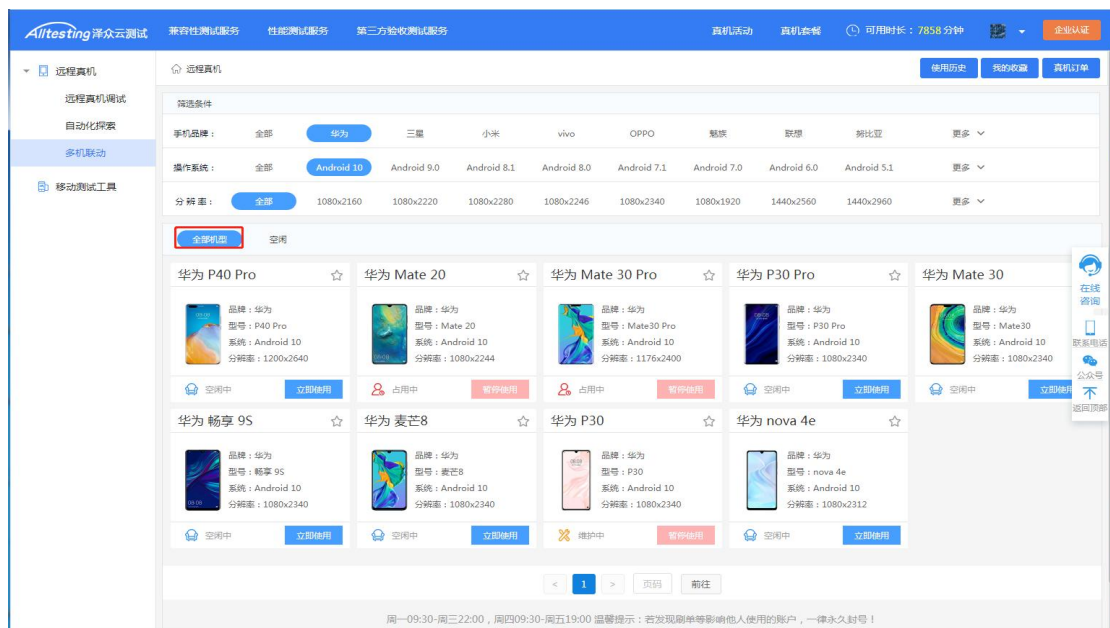 Alltesting泽众云测试 兼容性测试服务 性能测试服务 第三方验收测试服务 真机活动 真机套餐 可用时长：7858分钟 企业认证
远程真机
远程真机调试
自动化探索
多机联动
移动测试工具
远程真机 使用历史 我的收藏 真机订单
筛选条件
手机品牌： 全部 华为 三星 小米 vivo OPPO 魅族 联想 努比亚 更多
操作系统： 全部 Android 10 Android 9.0 Android 8.1 Android 8.0 Android 7.1 Android 7.0 Android 6.0 Android 5.1 更多
分辨率： 全部 1080x2160 1080x2220 1080x2280 1080x2246 1080x2340 1080x1920 1440x2560 1440x2960 更多
全部机型 空闲
华为 P40 Pro
品牌：华为
型号：P40 Pro
系统：Android 10
分辨率：1200x2640
空闲中 立即使用
华为 Mate 20
品牌：华为
型号：Mate 20
系统：Android 10
分辨率：1080x2244
占用中 暂停使用
华为 Mate 30 Pro
品牌：华为
型号：Mate30 Pro
系统：Android 10
分辨率：1176x2400
占用中 暂停使用
华为 P30 Pro
品牌：华为
型号：P30 Pro
系统：Android 10
分辨率：1080x2340
空闲中 立即使用
华为 Mate 30
品牌：华为
型号：Mate30
系统：Android 10
分辨率：1080x2340
空闲中 立即使用
华为 畅享 9S
品牌：华为
型号：畅享 9S
系统：Android 10
分辨率：1080x2340
空闲中 立即使用
华为 麦芒8
品牌：华为
型号：麦芒8
系统：Android 10
分辨率：1080x2340
空闲中 立即使用
华为 P30
品牌：华为
型号：P30
系统：Android 10
分辨率：1080x2340
维护中 暂停使用
华为 nova 4e
品牌：华为
型号：nova 4e
系统：Android 10
分辨率：1080x2312
空闲中 立即使用
在线
咨询
联系电话
公众号
返回顶部
< 1 > 页码 前往
周一09:30-周三22:00，周四09:30-周五19:00 温馨提示：若发现刷单等影响他人使用的账户，一律永久封号！